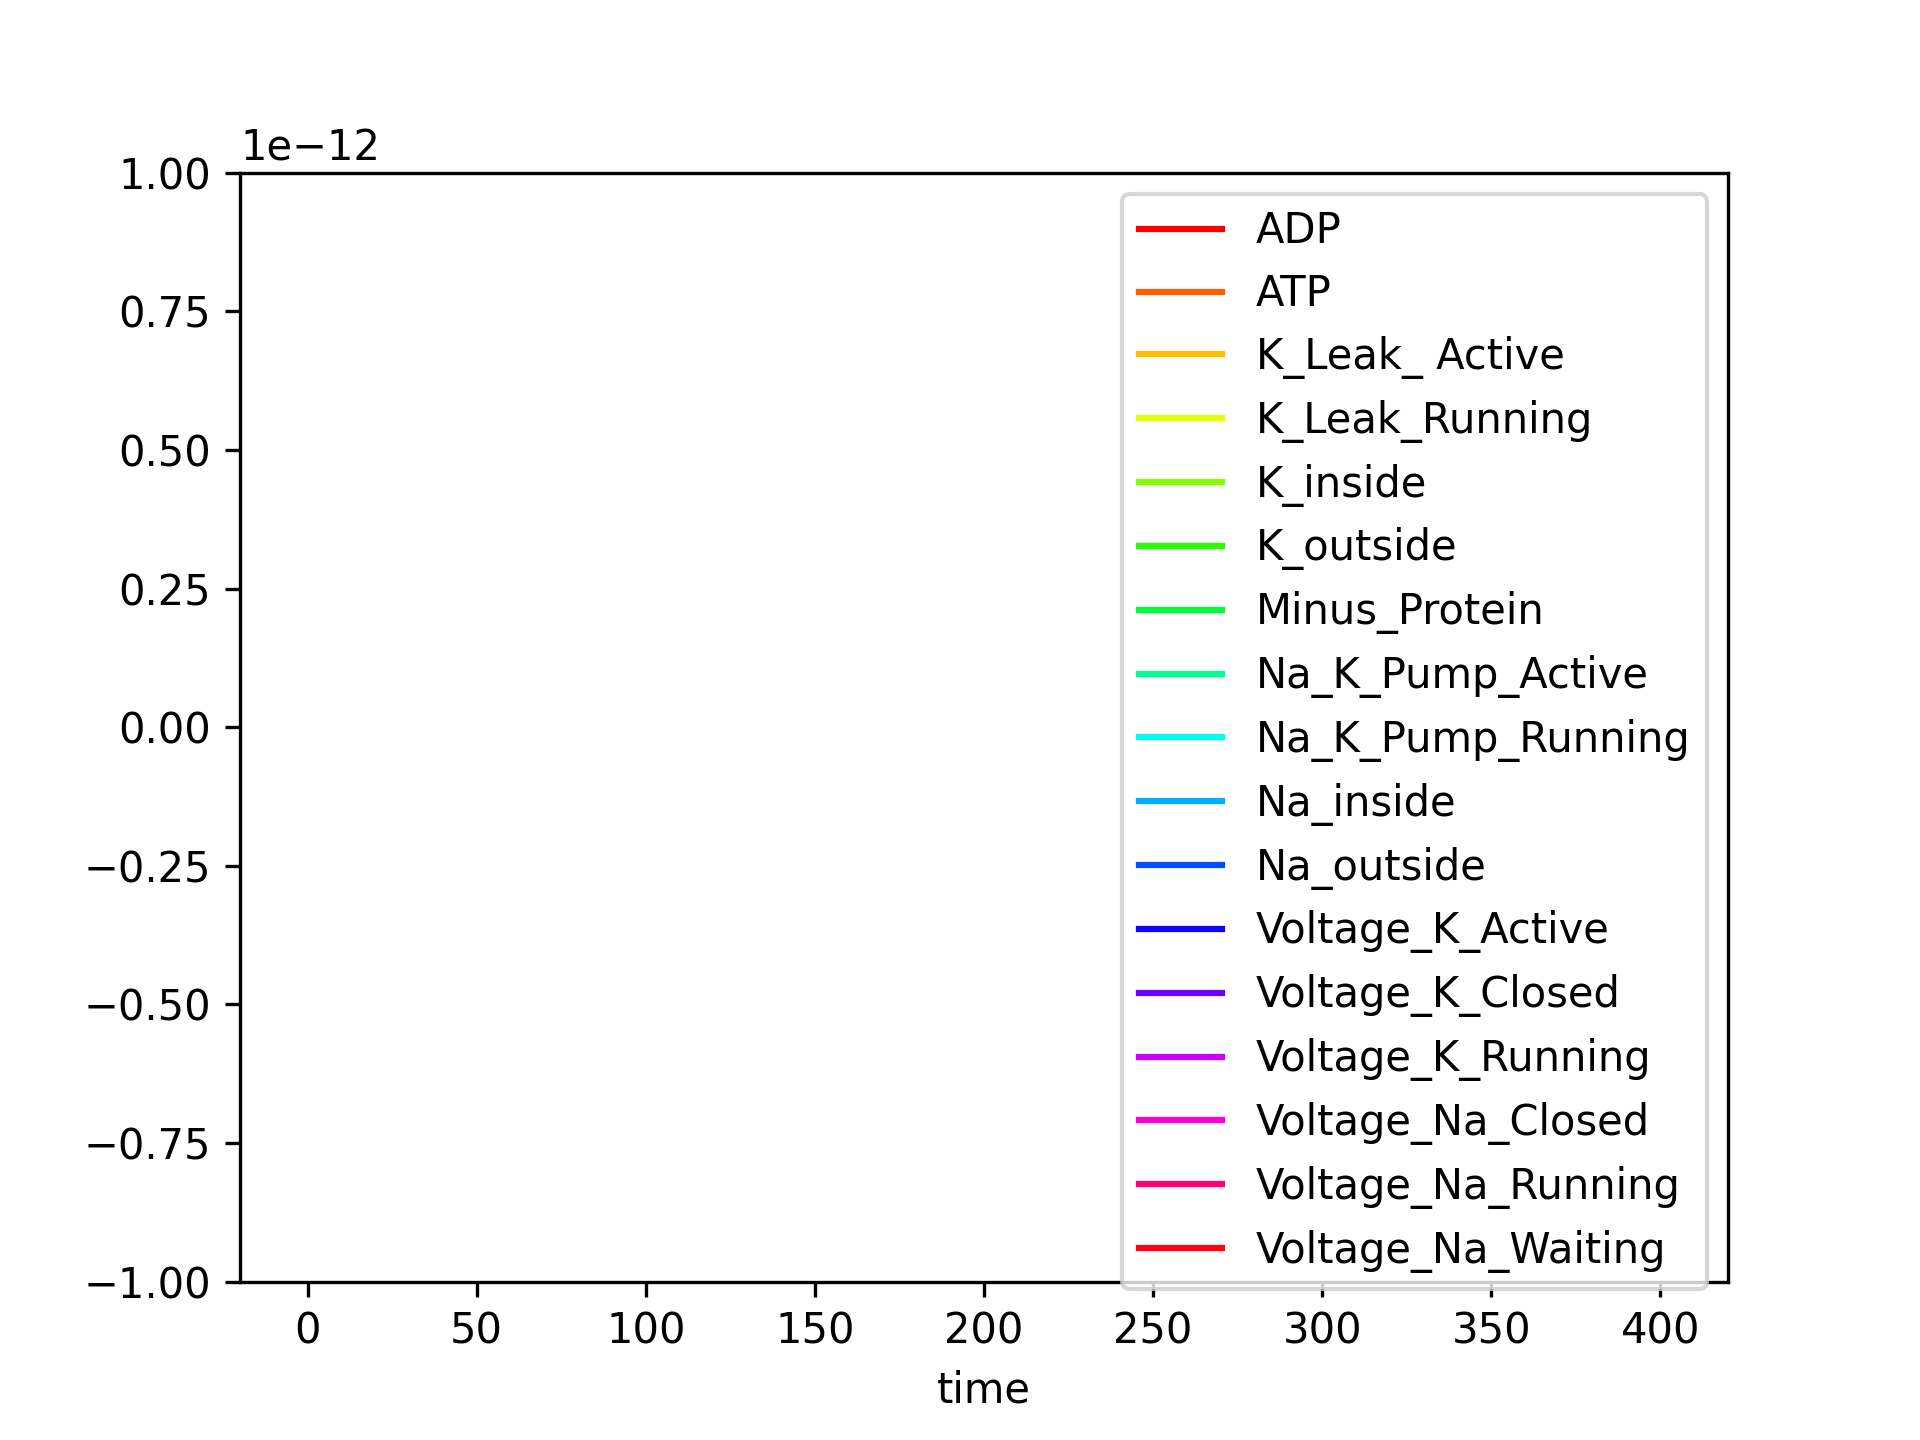 1e−12
1.00
0.75
0.50
0.25
0.00
−0.25
−0.50
−0.75
−1.00
ADP
ATP
K_Leak_ Active
K_Leak_Running
K_inside
K_outside
Minus_Protein
Na_K_Pump_Active
Na_K_Pump_Running
Na_inside
Na_outside
Voltage_K_Active
Voltage_K_Closed
Voltage_K_Running
Voltage_Na_Closed
Voltage_Na_Running
Voltage_Na_Waiting
0 50 100 150 200 250 300 350 400
time